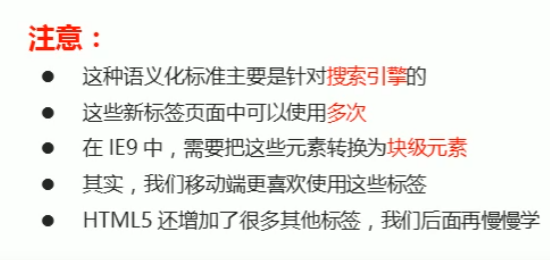 注意：
● 这种语义化标准主要是针对搜索引擎的
● 这些新标签页面中可以使用多次
● 在 IE9 中，需要把这些元素转换为块级元素
● 其实，我们移动端更喜欢使用这些标签
● HTML5 还增加了很多其他标签，我们后面再慢慢学